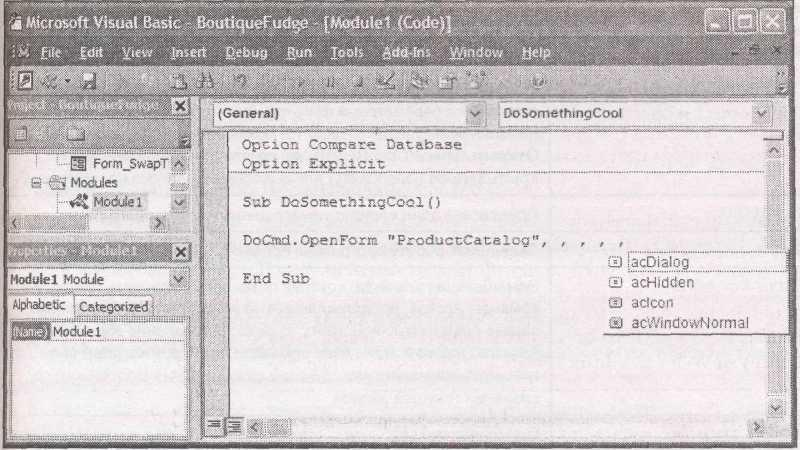 Microsoft Visual Basic - BoutiqueFudge - [Module1 (Code)]
File Edit View Insert Debug Run Tools Add-Ins Window Help
Project - BoutiqueFudge
(General)
DoSomethingCool
Form_SwapT
Modules
Module1
Option Compare Database
Option Explicit
Sub DoSomethingCool()
DoCmd.OpenForm "ProductCatalog", , , , ,
End Sub
acDialog
acHidden
acIcon
acWindowNormal
Properties - Module1
Module1 Module
Alphabetic Categorized
(Name) Module1